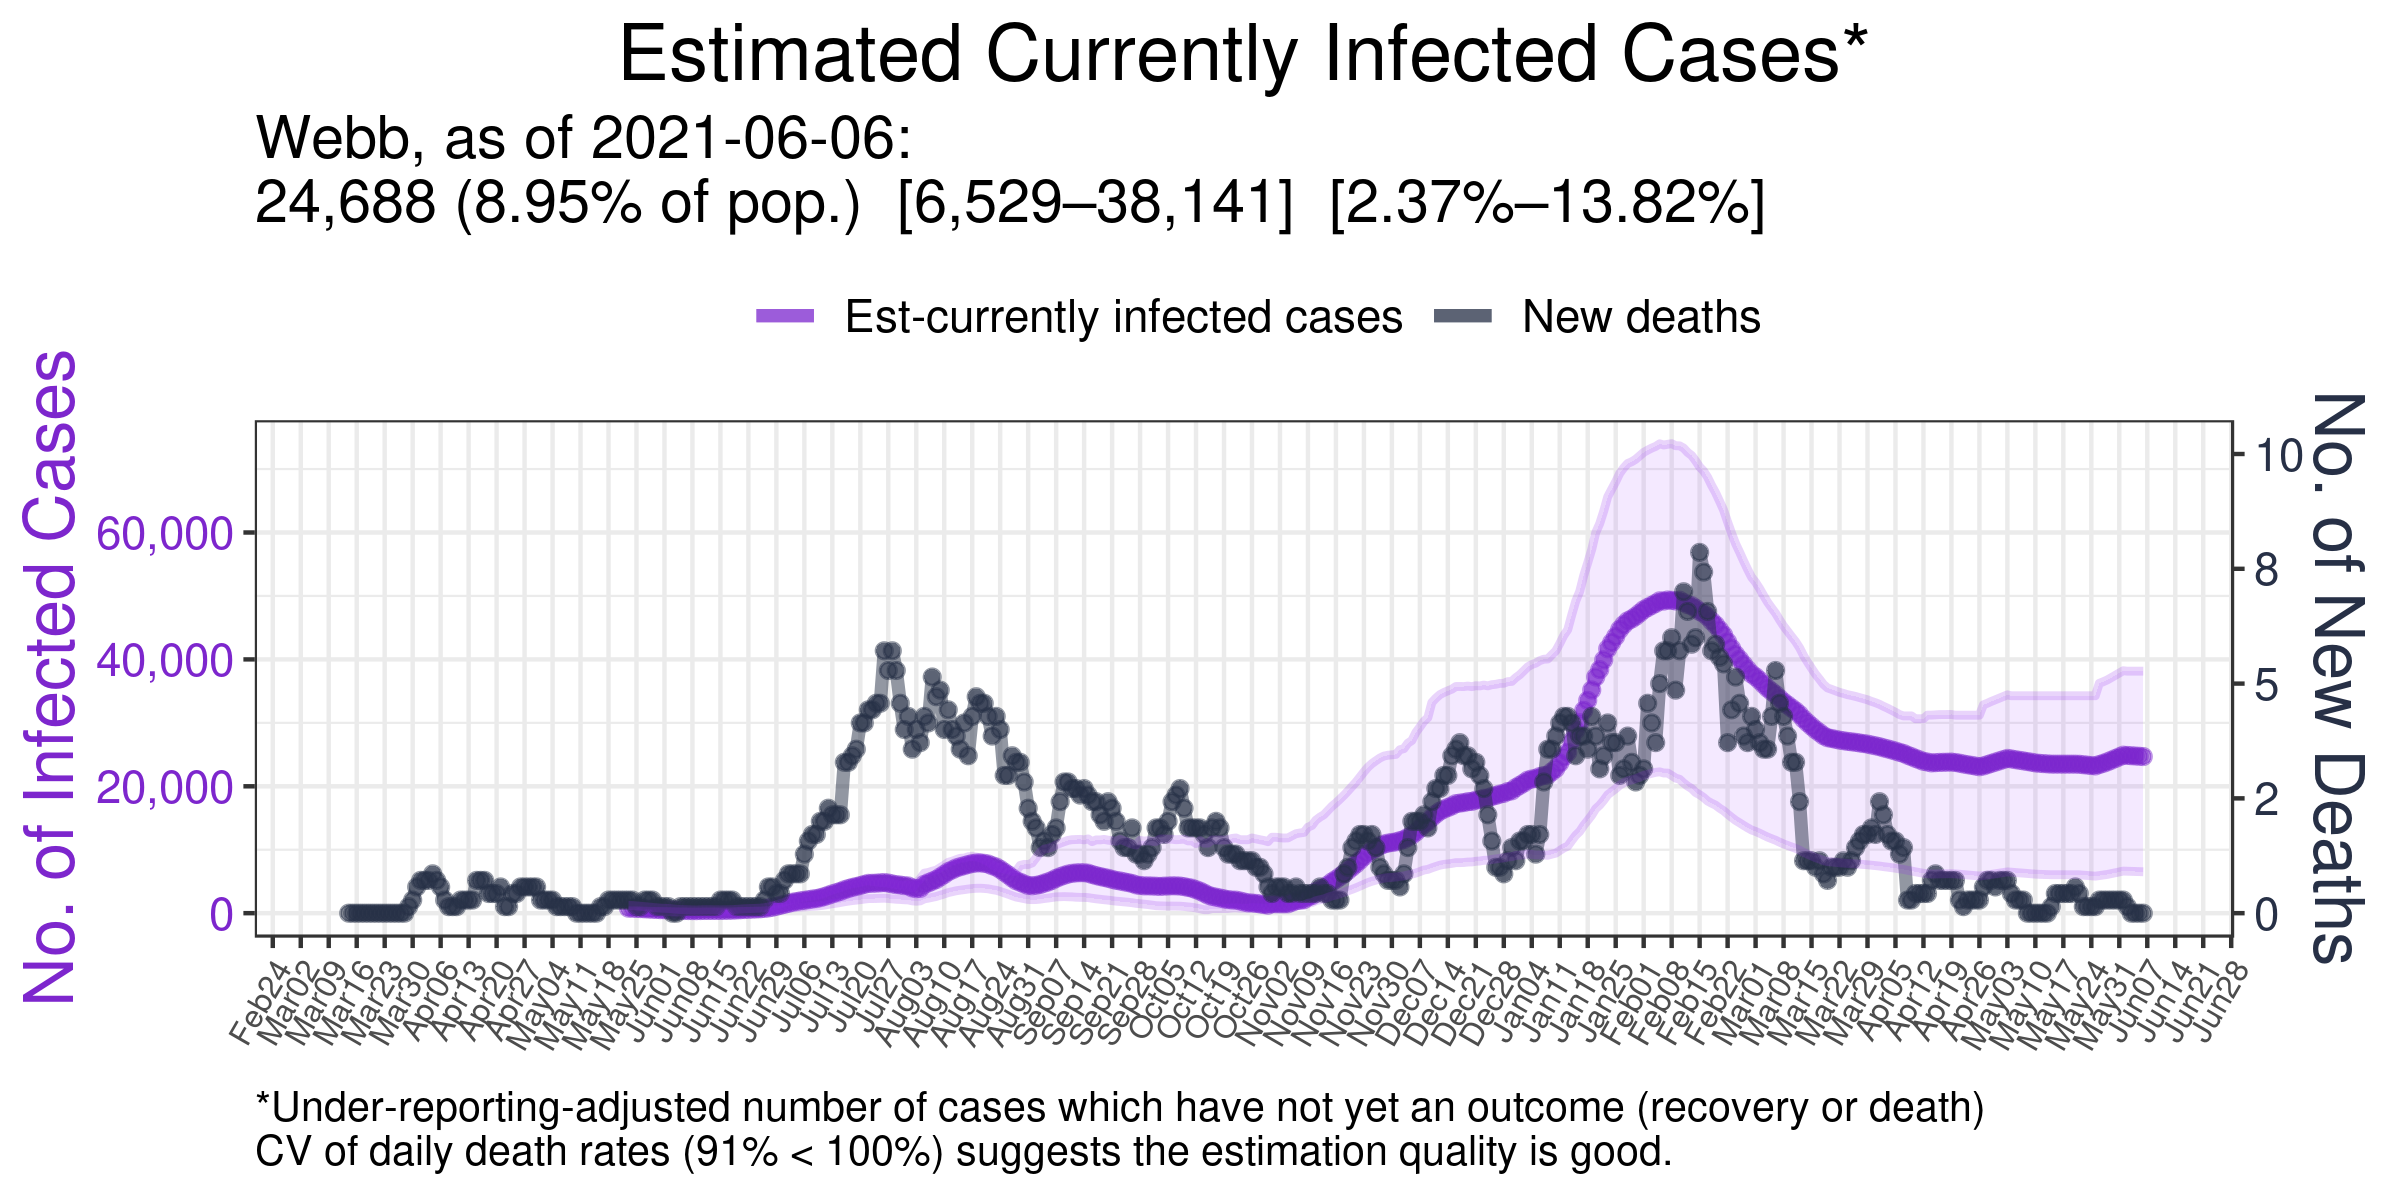 Estimated Currently Infected Cases*
Webb, as of 2021-06-06:
24,688 (8.95% of pop.) [6,529–38,141] [2.37%–13.82%]
Est-currently infected cases
New deaths
No. of Infected Cases
60,000
40,000
20,000
0
10
8
5
2
0
No. of New Deaths
Feb24
Mar02
Mar09
Mar16
Mar23
Mar30
Apr06
Apr13
Apr20
Apr27
May04
May11
May18
May25
Jun01
Jun08
Jun15
Jun22
Jun29
Jul06
Jul13
Jul20
Jul27
Aug03
Aug10
Aug17
Aug24
Aug31
Sep07
Sep14
Sep21
Sep28
Oct05
Oct12
Oct19
Oct26
Nov02
Nov09
Nov16
Nov23
Nov30
Dec07
Dec14
Dec21
Dec28
Jan04
Jan11
Jan18
Jan25
Feb01
Feb08
Feb15
Feb22
Mar01
Mar08
Mar15
Mar22
Mar29
Apr05
Apr12
Apr19
Apr26
May03
May10
May17
May24
May31
Jun07
Jun14
Jun21
Jun28
*Under-reporting-adjusted number of cases which have not yet an outcome (recovery or death)
CV of daily death rates (91% < 100%) suggests the estimation quality is good.